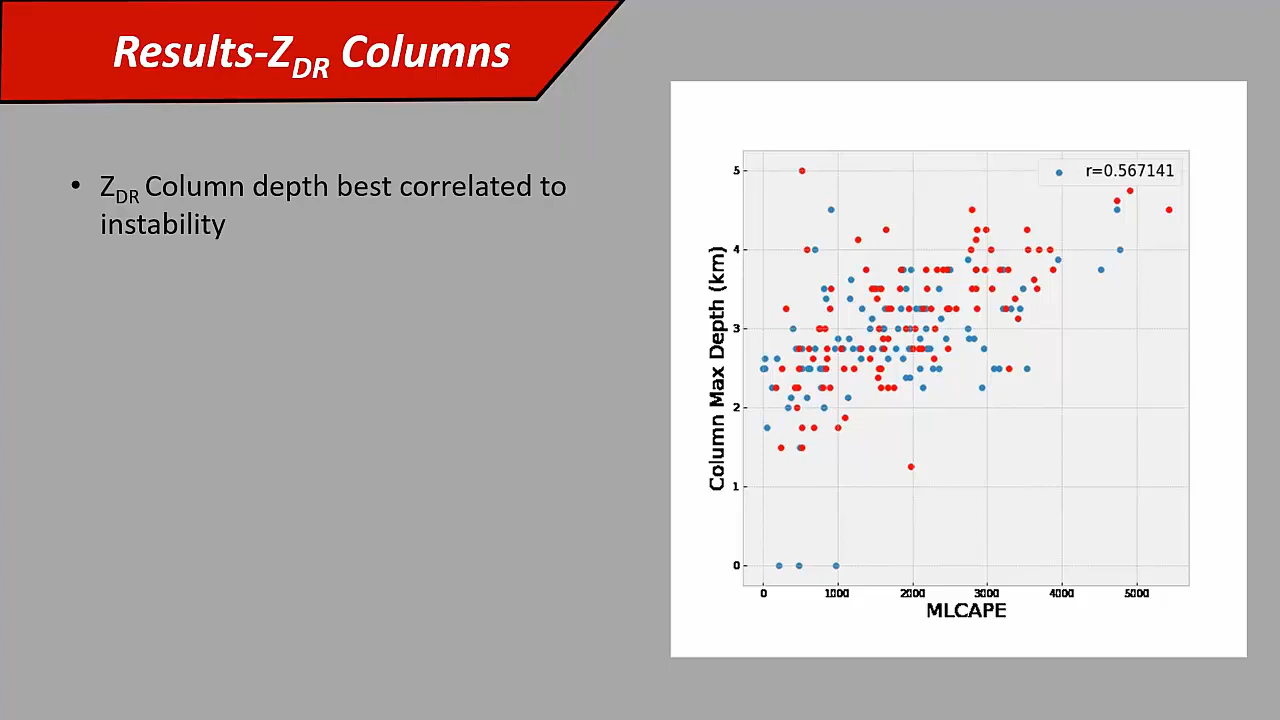 Results-ZDR Columns
• ZDR Column depth best correlated to
instability
r=0.567141
Column Max Depth (km)
5
4
3
2
1
0
0 1000 2000 3000 4000 5000
MLCAPE